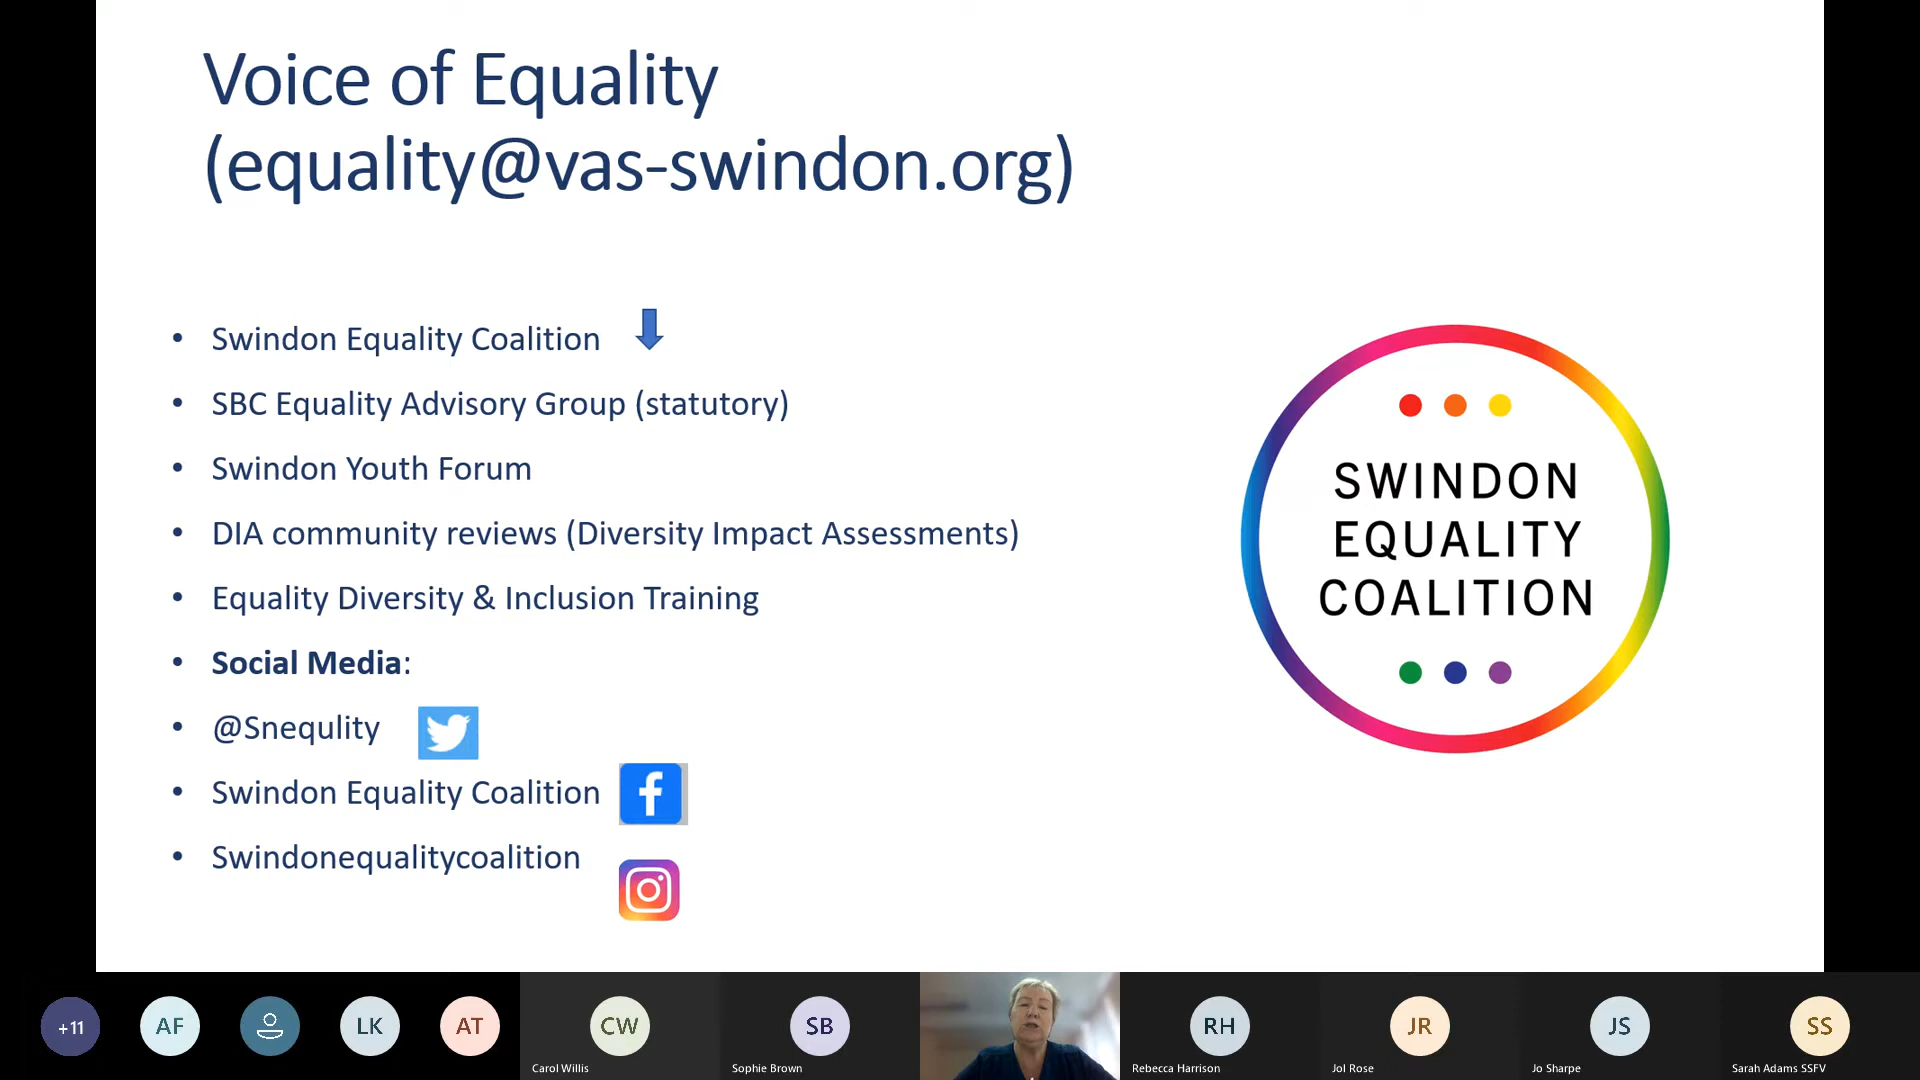 Voice of Equality
(equality@vas-swindon.org)
• Swindon Equality Coalition
• SBC Equality Advisory Group (statutory)
• Swindon Youth Forum
• DIA community reviews (Diversity Impact Assessments)
• Equality Diversity & Inclusion Training
• Social Media:
• @Snequlity
• Swindon Equality Coalition
• Swindonequalitycoalition
SWINDON
EQUALITY
COALITION
+11
AF
LK
AT
CW
Carol Willis
SB
Sophie Brown
RH
Rebecca Harrison
JR
Jol Rose
JS
Jo Sharpe
SS
Sarah Adams SSFV